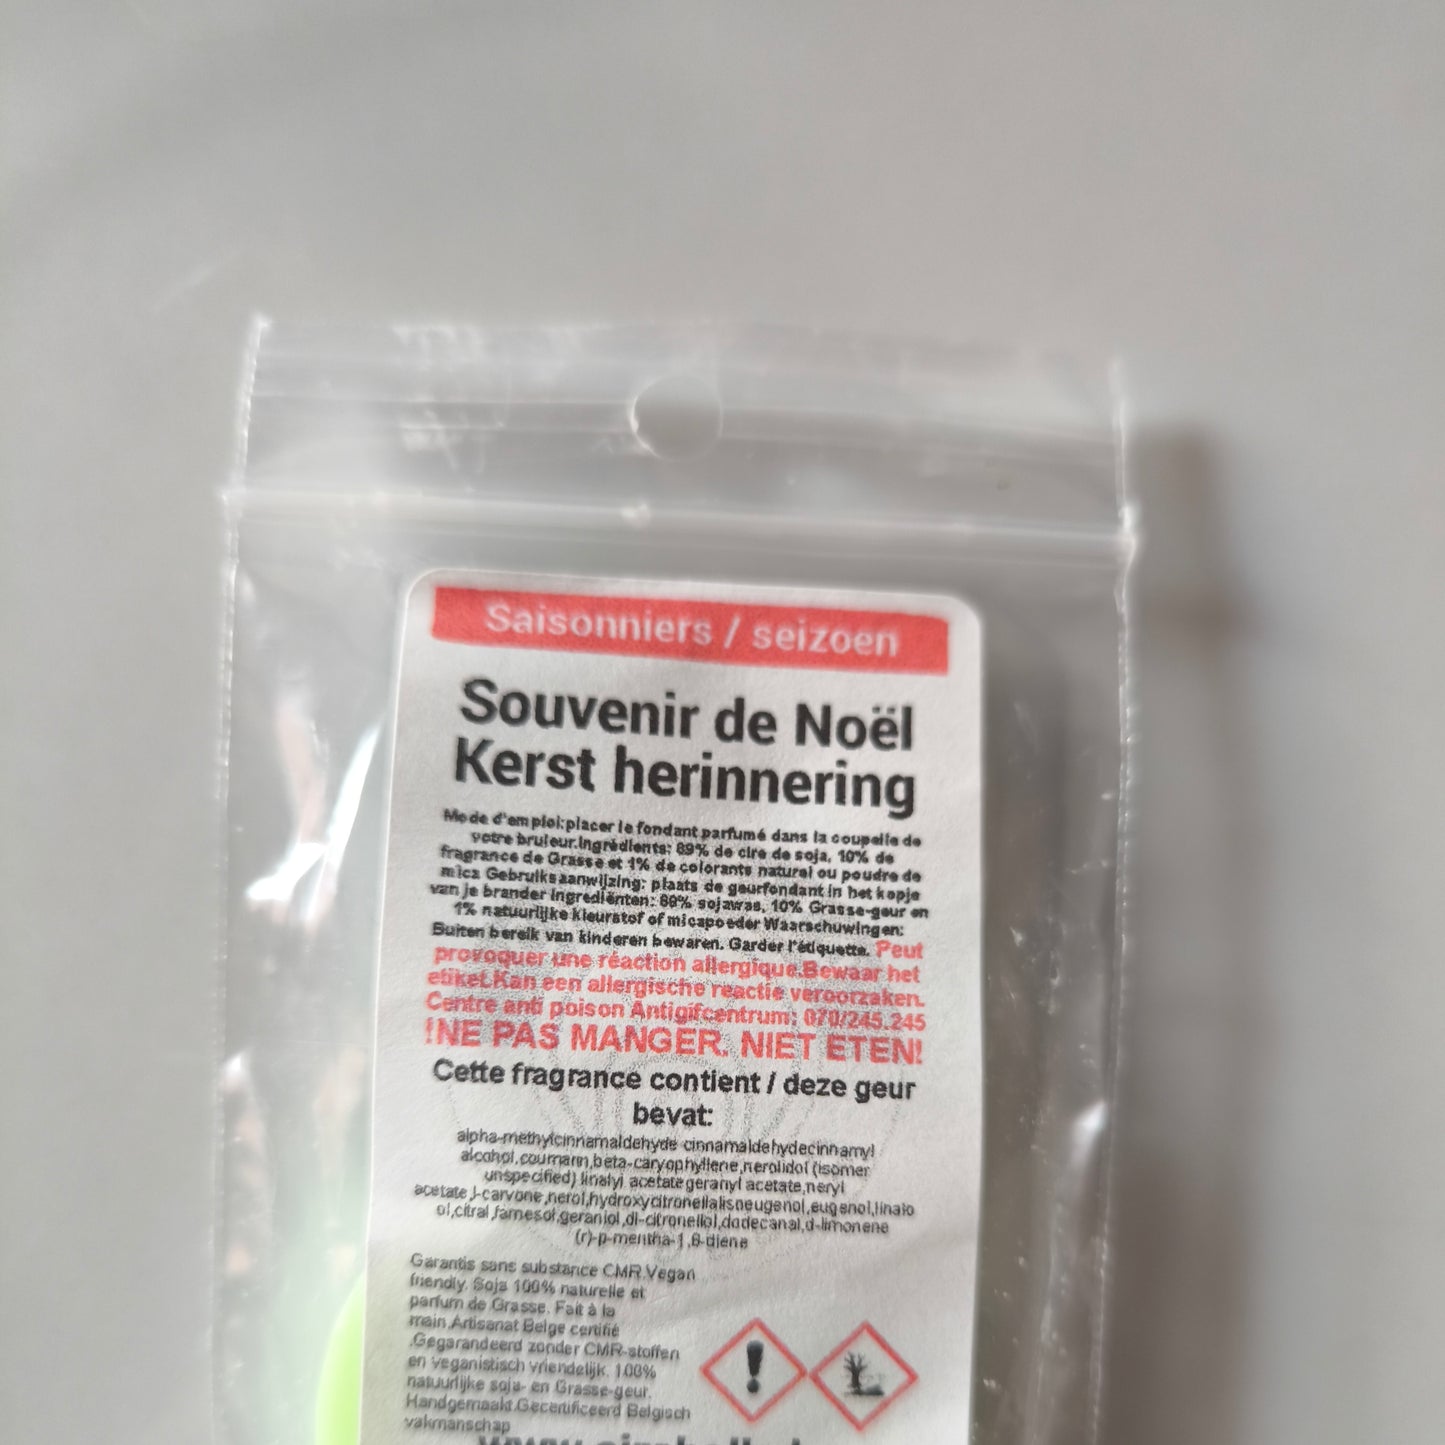 Saisonniers / seizoen
Souvenir de Noël
Kerst herinnering
Mode d'emploi:placer le fondant parfumé dans la coupelle de
votre bruleur.Ingrédients: 89% de cire de soja, 10% de
fragrance de Grasse et 1% de colorants naturel ou poudre de
mica Gebruiksaanwijzing: plaats de geurfondant in het kopje
van je brander Ingrediënten: 89% sojawas, 10% Grasse-geur en
1% natuurlijke kleurstof of micapoeder Waarschuwingen:
Buiten bereik van kinderen bewaren. Garder l'étiquette. Peut
provoquer une réaction allergique.Bewaar het
etiket.Kan een allergische reactie veroorzaken.
Centre anti poison Antigifcentrum: 070/245.245
!NE PAS MANGER. NIET ETEN!
Cette fragrance contient / deze geur
bevat:
alpha-methylcinnamaldehyde cinnamaldehydecinnamyl
alcohol,coumarin,beta-caryophyllene,nerolidol (isomer
unspecified) linalyl acetate geranyl acetate,neryl
acetate,l-carvone,nerol,hydroxycitronellalisoeugenol,eugenol,linalo
ol,citral,farnesol,geraniol,dl-citronellol,dodecanal,d-limonene
(r)-p-mentha-1,8-diene
Garantis sans substance CMR.Vegan
friendly. Soja 100% naturelle et
parfum de Grasse. Fait à la
main.Artisanat Belge certifié
.Gegarandeerd zonder CMR-stoffen
en veganistisch vriendelijk. 100%
natuurlijke soja- en Grasse-geur.
Handgemaakt.Gecertificeerd Belgisch
vakmanschap